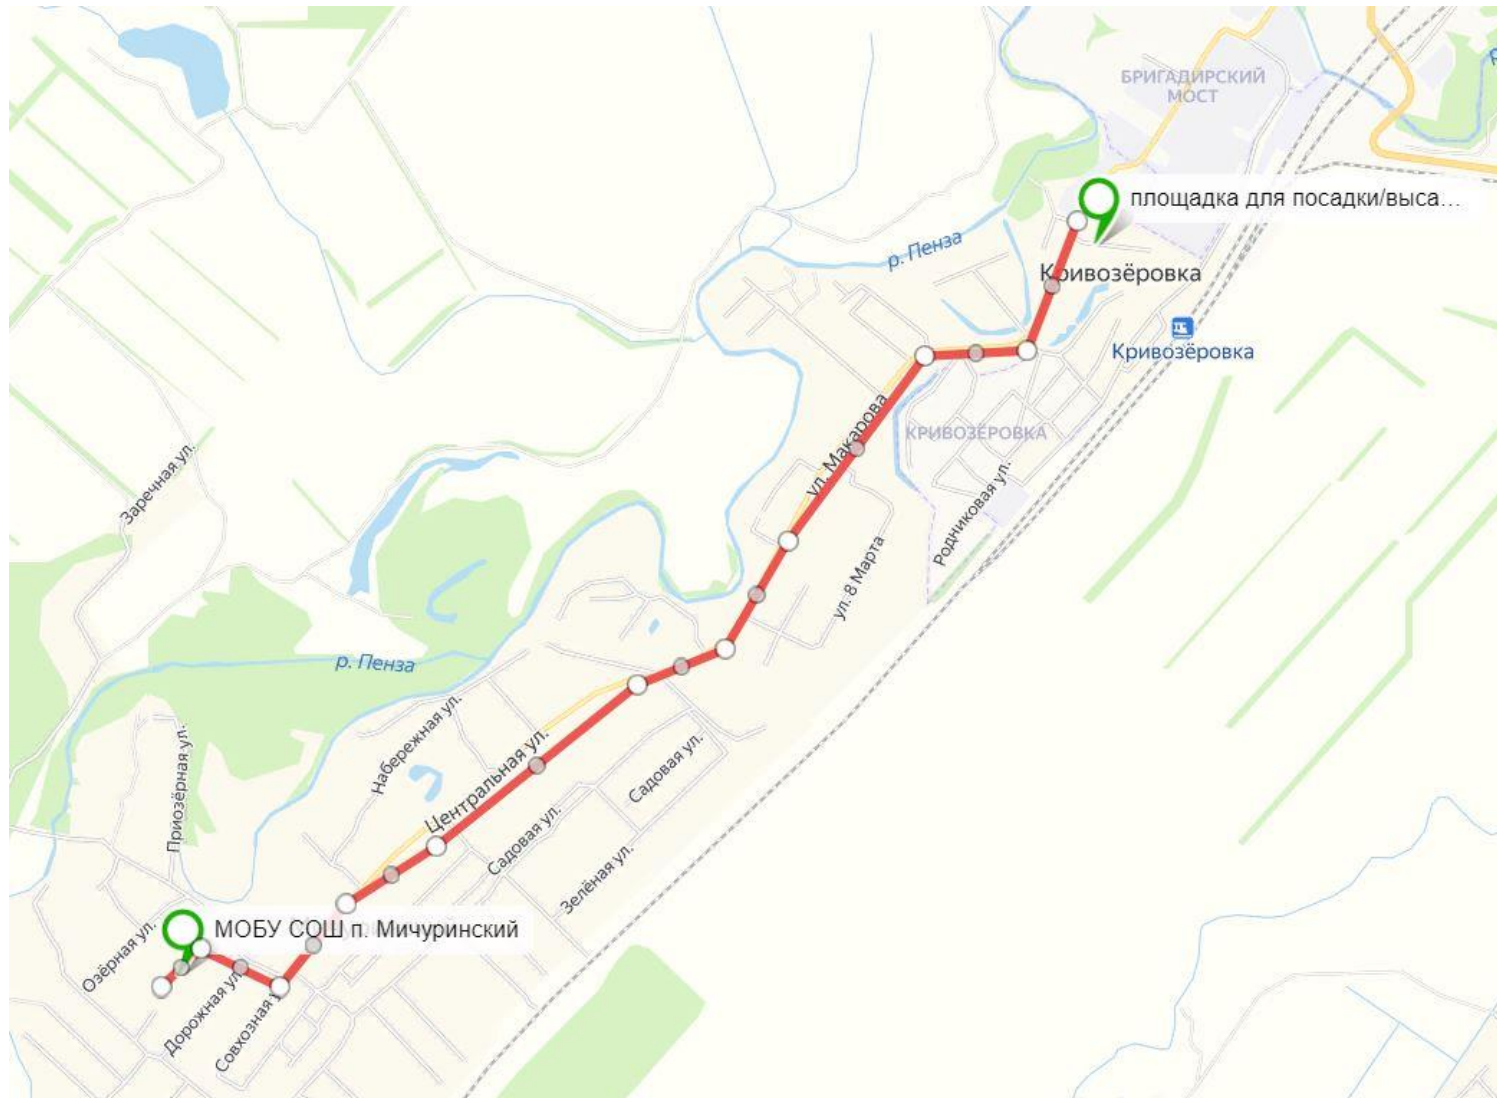 БРИГАДИРСКИЙ
МОСТ
площадка для посадки/выса...
р. Пенза
Кривозёровка
Кривозёровка
ул. Макарова
КРИВОЗЁРОВКА
Заречная ул.
Родниковая ул.
ул. 8 Марта
р. Пенза
Набережная ул.
Приозёрная ул.
Центральная ул.
Садовая ул.
Садовая ул.
Зелёная ул.
МОБУ СОШ п. Мичуринский
Озёрная ул.
Дорожная ул.
Совхозная